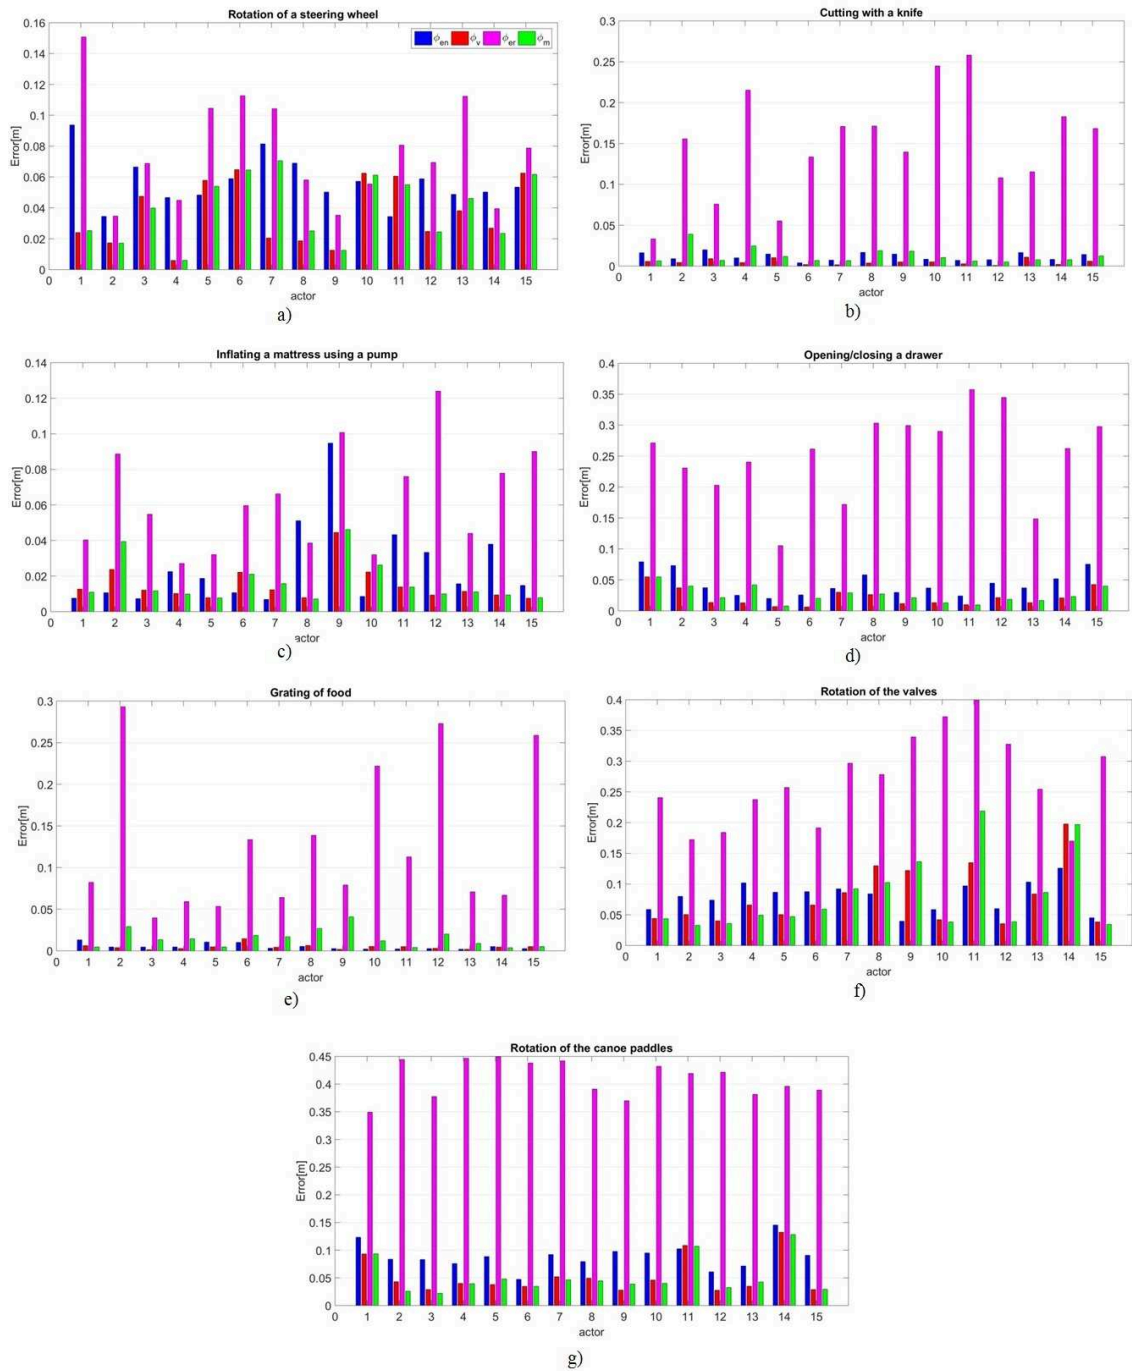 Rotation of a steering wheel
ϕen ϕv ϕer ϕm
0.16
0.14
0.12
0.1
0.08
0.06
0.04
0.02
0
Error[m]
0 1 2 3 4 5 6 7 8 9 10 11 12 13 14 15
actor
a)
Cutting with a knife
0.3
0.25
0.2
0.15
0.1
0.05
0
Error[m]
0 1 2 3 4 5 6 7 8 9 10 11 12 13 14 15
actor
b)
Inflating a mattress using a pump
0.14
0.12
0.1
0.08
0.06
0.04
0.02
0
Error[m]
0 1 2 3 4 5 6 7 8 9 10 11 12 13 14 15
actor
c)
Opening/closing a drawer
0.4
0.35
0.3
0.25
0.2
0.15
0.1
0.05
0
Error[m]
0 1 2 3 4 5 6 7 8 9 10 11 12 13 14 15
actor
d)
Grating of food
0.3
0.25
0.2
0.15
0.1
0.05
0
Error[m]
0 1 2 3 4 5 6 7 8 9 10 11 12 13 14 15
actor
e)
Rotation of the valves
0.4
0.35
0.3
0.25
0.2
0.15
0.1
0.05
0
Error[m]
0 1 2 3 4 5 6 7 8 9 10 11 12 13 14 15
actor
f)
Rotation of the canoe paddles
0.45
0.4
0.35
0.3
0.25
0.2
0.15
0.1
0.05
0
Error[m]
0 1 2 3 4 5 6 7 8 9 10 11 12 13 14 15
actor
g)